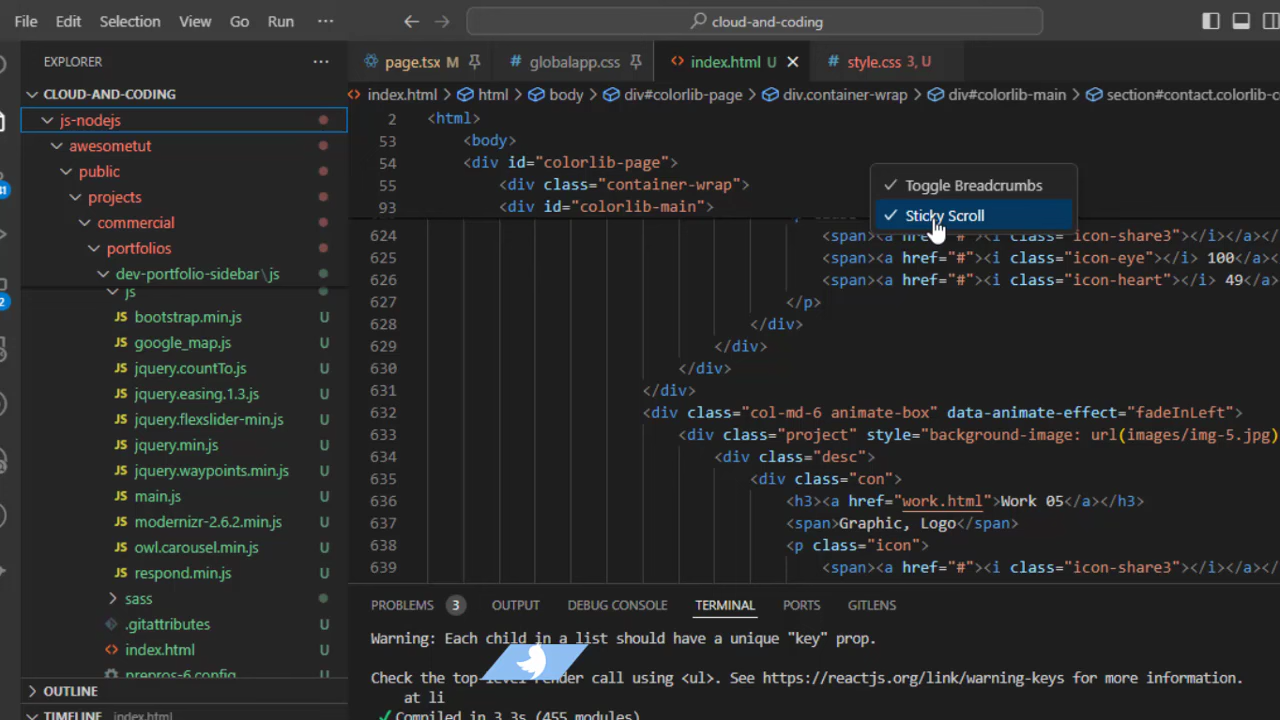 File Edit Selection View Go Run ···
cloud-and-coding
EXPLORER ···
CLOUD-AND-CODING
js-nodejs
awesometut
public
projects
commercial
portfolios
dev-portfolio-sidebar\js
js
bootstrap.min.js U
google_map.js U
jquery.countTo.js U
jquery.easing.1.3.js U
jquery.flexslider-min.js U
jquery.min.js U
jquery.waypoints.min.js U
main.js U
modernizr-2.6.2.min.js U
owl.carousel.min.js U
respond.min.js U
sass
.gitattributes U
index.html U
prepros-6.config
OUTLINE
TIMELINE index.html
page.tsx M globalapp.css index.html U style.css 3, U
index.html > html > body > div#colorlib-page > div.container-wrap > div#colorlib-main > section#contact.colorlib-c
2 <html>
53 <body>
54 <div id="colorlib-page">
55 <div class="container-wrap">
93 <div id="colorlib-main">
Toggle Breadcrumbs
Sticky Scroll
624 <span><a href="#"><i class="icon-share3"></i></a></
625 <span><a href="#"><i class="icon-eye"></i> 100</a></
626 <span><a href="#"><i class="icon-heart"></i> 49</a>
627 </p>
628 </div>
629 </div>
630 </div>
631 </div>
632 <div class="col-md-6 animate-box" data-animate-effect="fadeInLeft">
633 <div class="project" style="background-image: url(images/img-5.jpg)
634 <div class="desc">
635 <div class="con">
636 <h3><a href="work.html">Work 05</a></h3>
637 <span>Graphic, Logo</span>
638 <p class="icon">
639 <span><a href="#"><i class="icon-share3"></i></a></
PROBLEMS 3 OUTPUT DEBUG CONSOLE TERMINAL PORTS GITLENS
Warning: Each child in a list should have a unique "key" prop.
Check the top-level render call using <ul>. See https://reactjs.org/link/warning-keys for more information.
at li
✓ Compiled in 3.3s (455 modules)